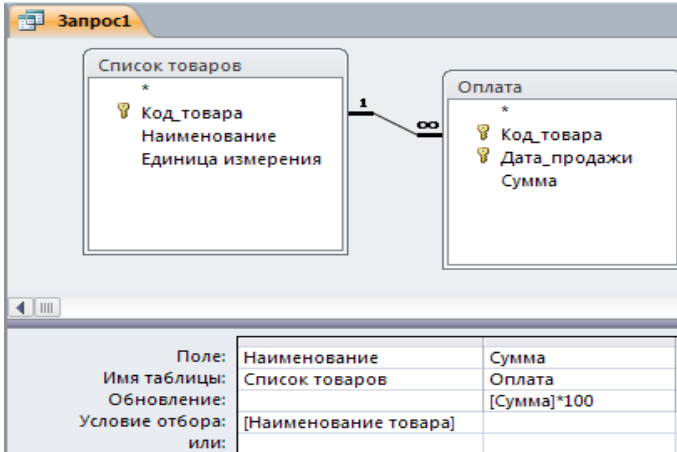 Запрос1
Список товаров
*
Код_товара
Наименование
Единица измерения
1
∞
Оплата
*
Код_товара
Дата_продажи
Сумма
Поле: Наименование Сумма
Имя таблицы: Список товаров Оплата
Обновление: [Сумма]*100
Условие отбора: [Наименование товара]
или: